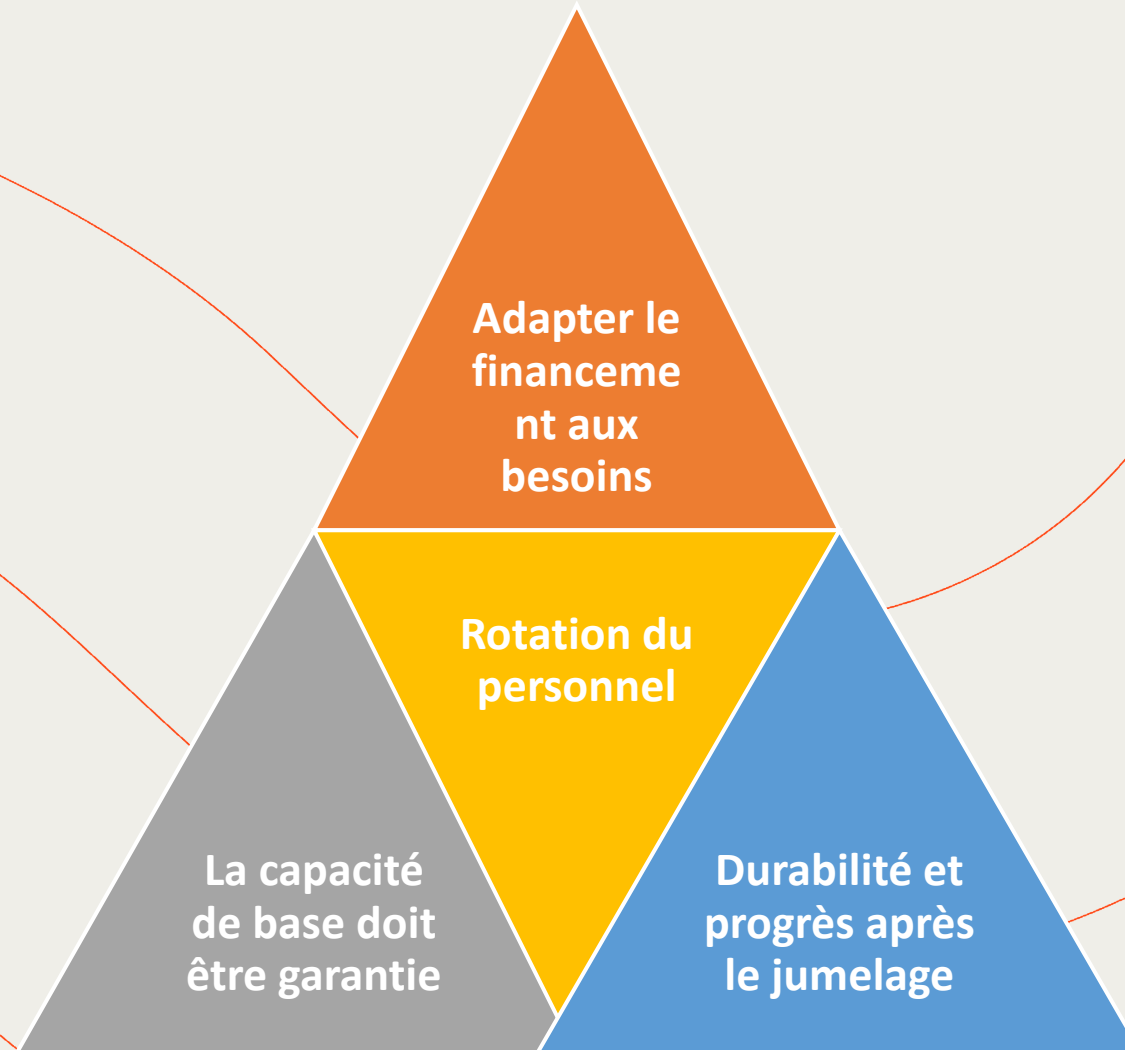 Adapter le
financeme
nt aux
besoins
Rotation du
personnel
La capacité
de base doit
être garantie
Durabilité et
progrès après
le jumelage